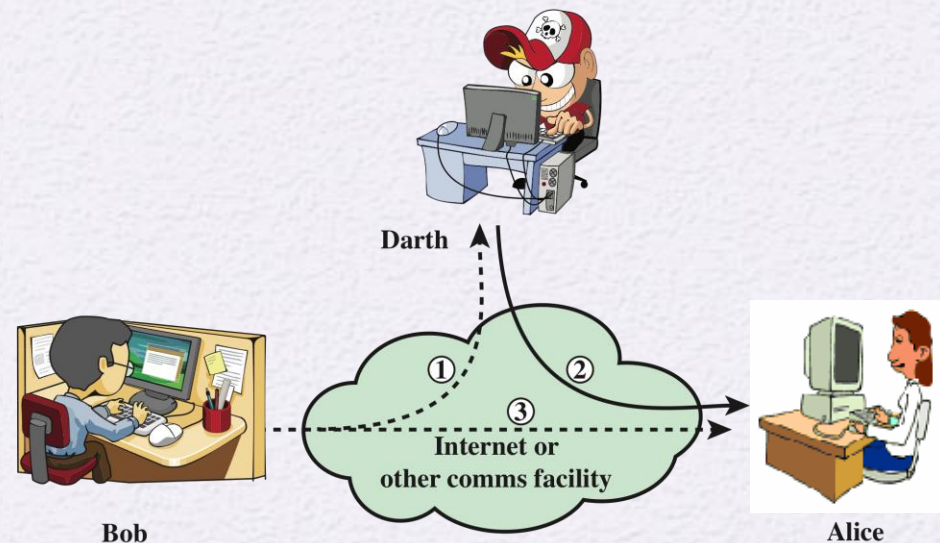 Darth
①
②
③
Internet or
other comms facility
Bob
Alice